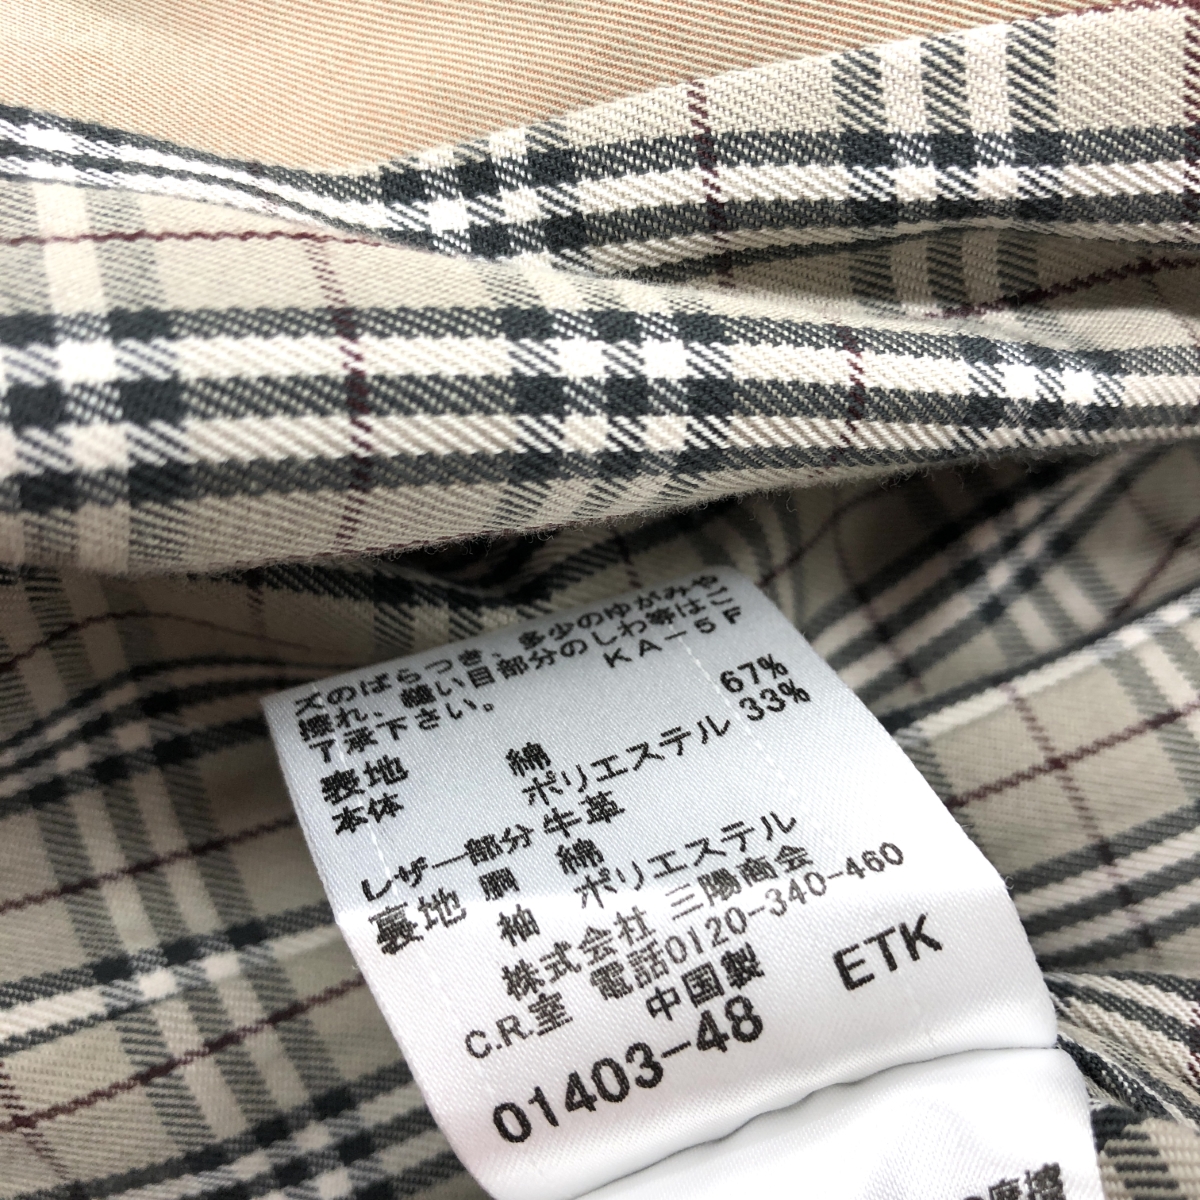 ズのばらつき、多少のゆがみや
擦れ、縫い目部分のしわ等はご
了承下さい。 KA-5F
表地 綿 67%
本体 ポリエステル 33%
レザー部分 牛革
裏地 胴 綿
袖 ポリエステル
株式会社 三陽商会
C.R.室 電話0120-340-460
中国製
01403-48 ETK